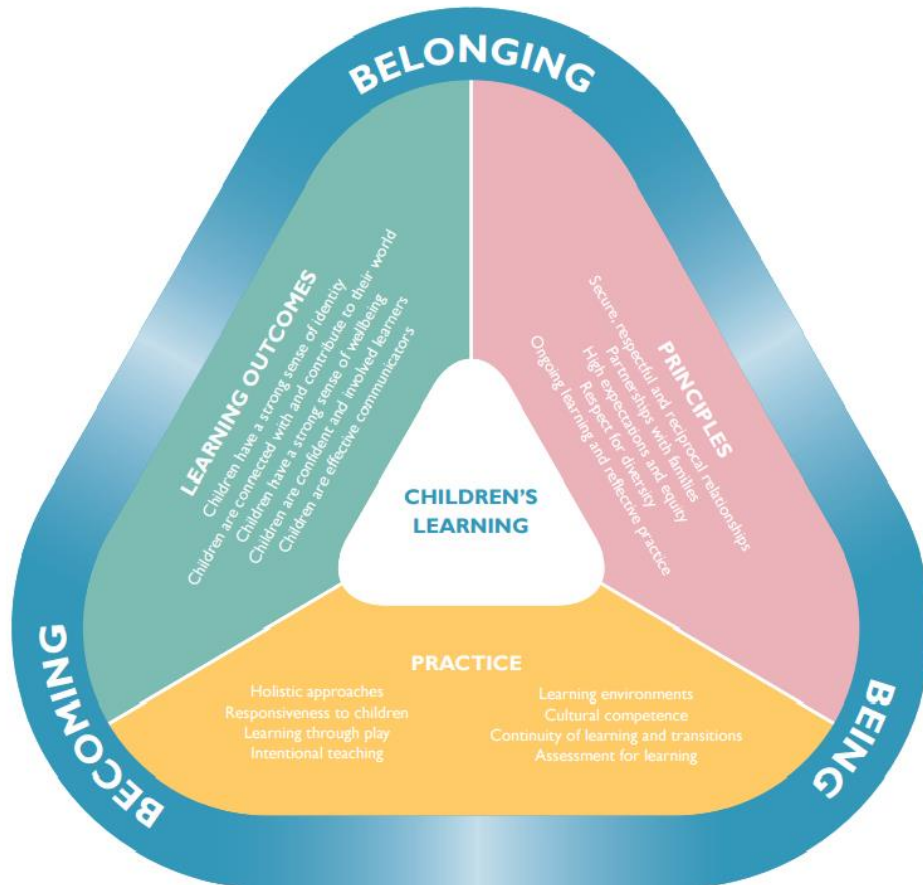 BELONGING
LEARNING OUTCOMES
Children have a strong sense of identity
Children are connected with and contribute to their world
Children have a strong sense of wellbeing
Children are confident and involved learners
Children are effective communicators
PRINCIPLES
Secure, respectful and reciprocal relationships
Partnerships with families
High expectations and equity
Respect for diversity
Ongoing learning and reflective practice
CHILDREN'S
LEARNING
PRACTICE
Holistic approaches
Responsiveness to children
Learning through play
Intentional teaching
Learning environments
Cultural competence
Continuity of learning and transitions
Assessment for learning
BECOMING
BEING